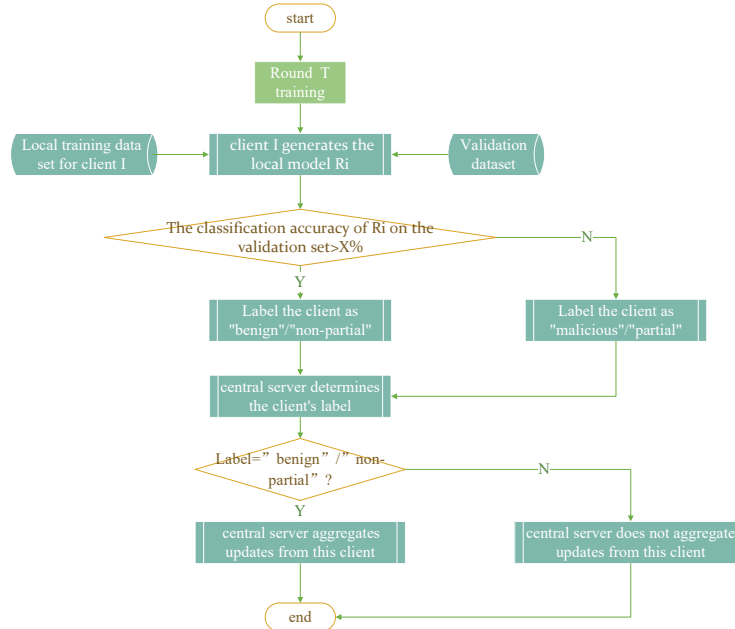 start
Round T
training
Local training data
set for client I
client I generates the
local model Ri
Validation
dataset
The classification accuracy of Ri on the
validation set>X%
N
Y
Label the client as
"benign"/"non-partial"
Label the client as
"malicious"/"partial"
central server determines
the client's label
Label=”benign”/”non-
partial”?
N
Y
central server aggregates
updates from this client
central server does not aggregate
updates from this client
end